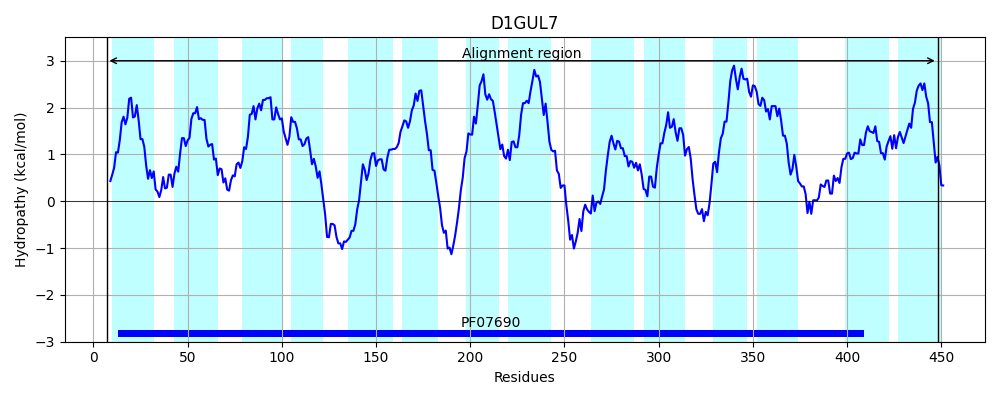 D1GUL7
Alignment region
PF07690
3
2
1
0
−1
−2
−3
Hydropathy (kcal/mol)
0 50 100 150 200 250 300 350 400 450
Residues